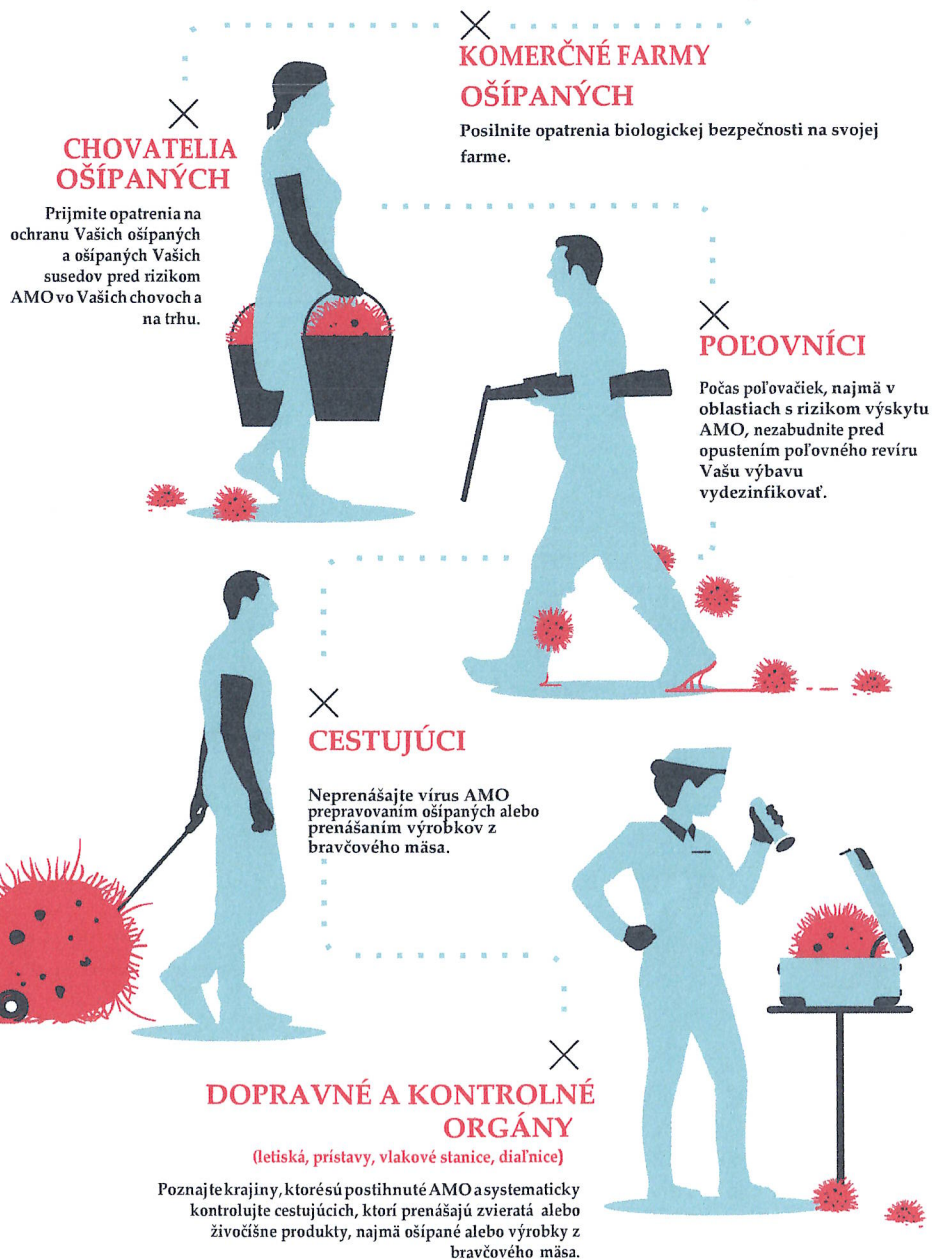 KOMERČNÉ FARMY
OŠÍPANÝCH
Posilnite opatrenia biologickej bezpečnosti na svojej
farme.
CHOVATELIA
OŠÍPANÝCH
Prijmite opatrenia na
ochranu Vašich ošípaných
a ošípaných Vašich
susedov pred rizikom
AMO vo Vašich chovoch a
na trhu.
POĽOVNÍCI
Počas poľovačiek, najmä v
oblastiach s rizikom výskytu
AMO, nezabudnite pred
opustením poľovného revíru
Vašu výbavu
vydezinfikovať.
CESTUJÚCI
Neprenášajte vírus AMO
prepravovaním ošípaných alebo
prenášaním výrobkov z
bravčového mäsa.
DOPRAVNÉ A KONTROLNÉ
ORGÁNY
(letiská, prístavy, vlakové stanice, diaľnice)
Poznajte krajiny, ktoré sú postihnuté AMO a systematicky
kontrolujte cestujúcich, ktorí prenášajú zvieratá alebo
živočíšne produkty, najmä ošípané alebo výrobky z
bravčového mäsa.